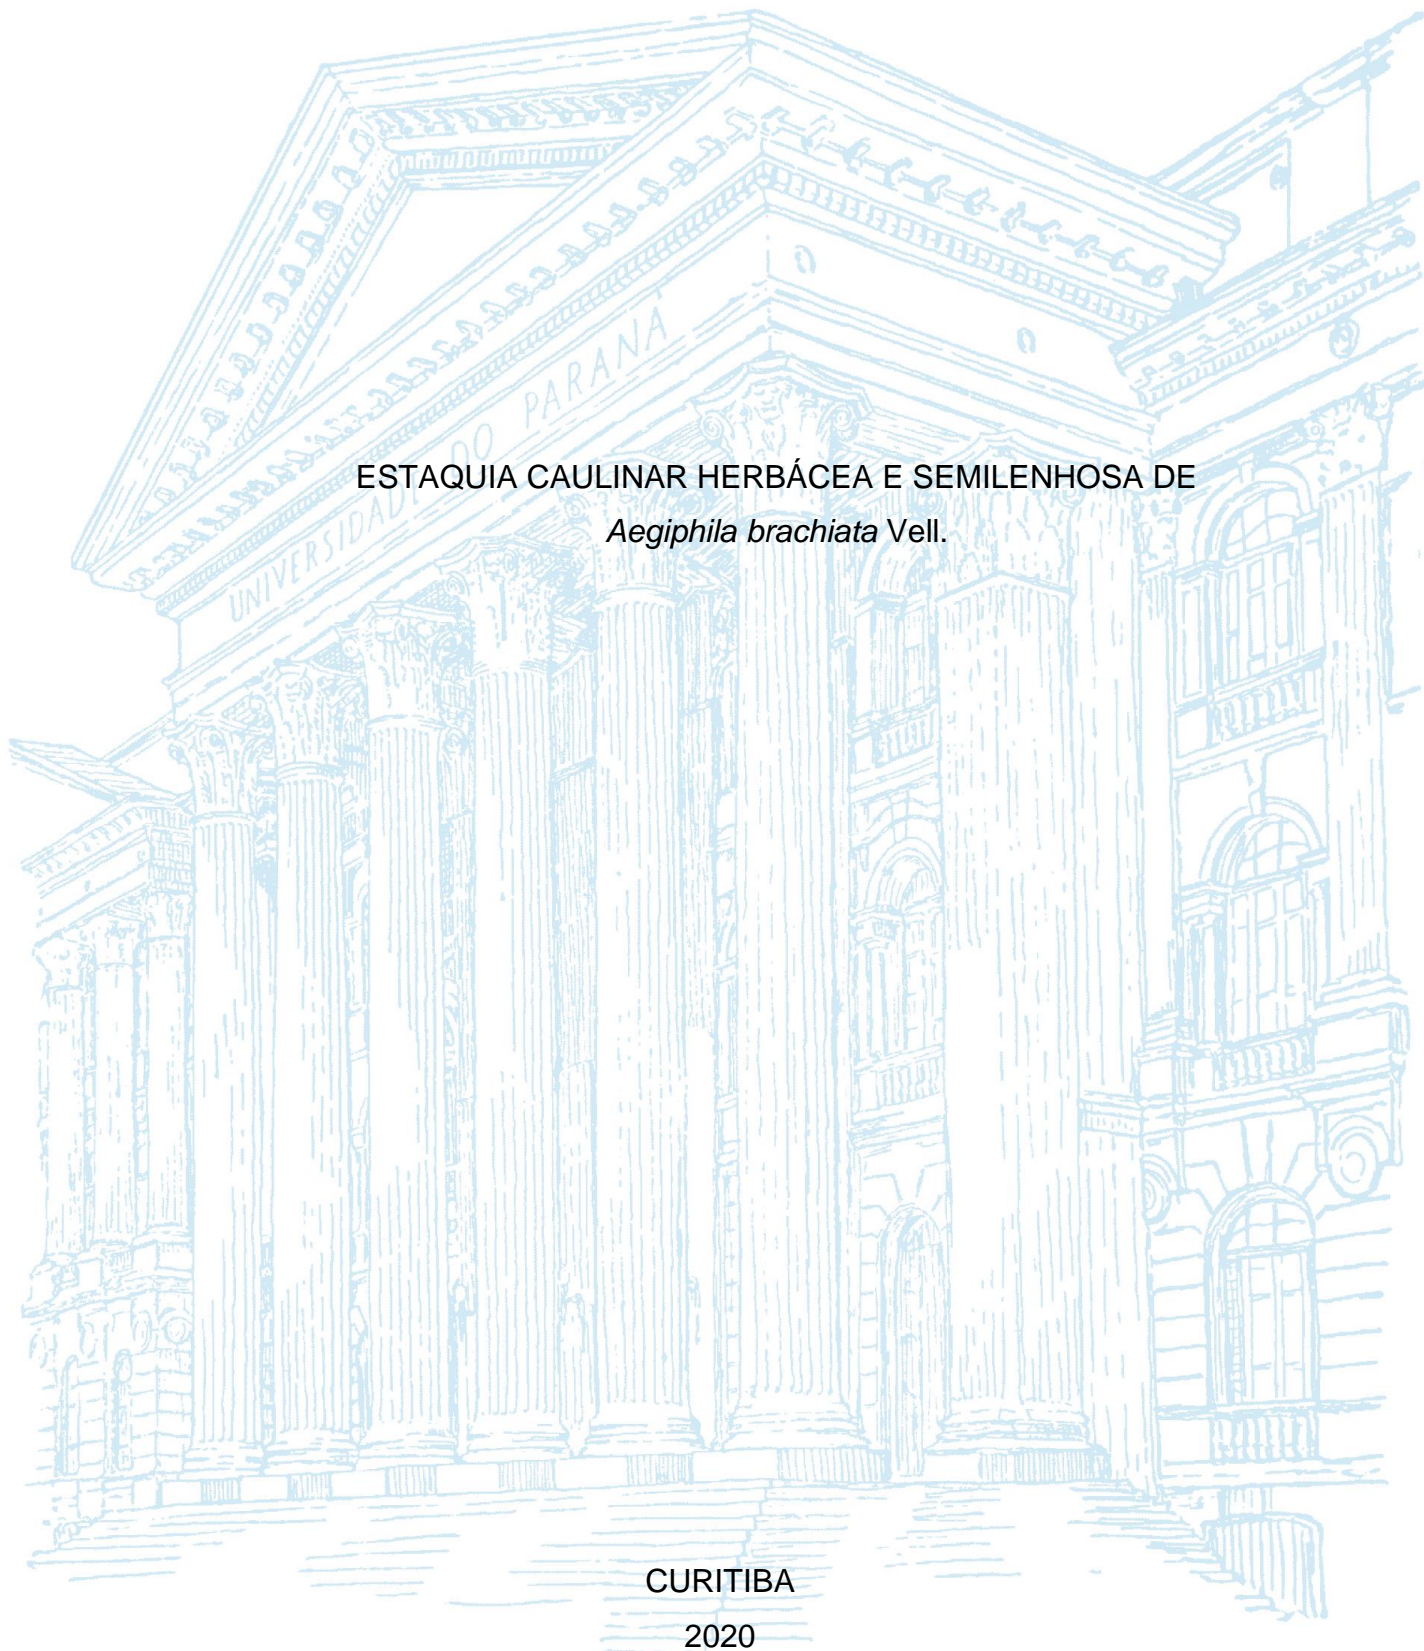 UNIVERSIDADE DO PARANÁ
ESTAQUIA CAULINAR HERBÁCEA E SEMILENHOSA DE
Aegiphila brachiata Vell.
CURITIBA
2020